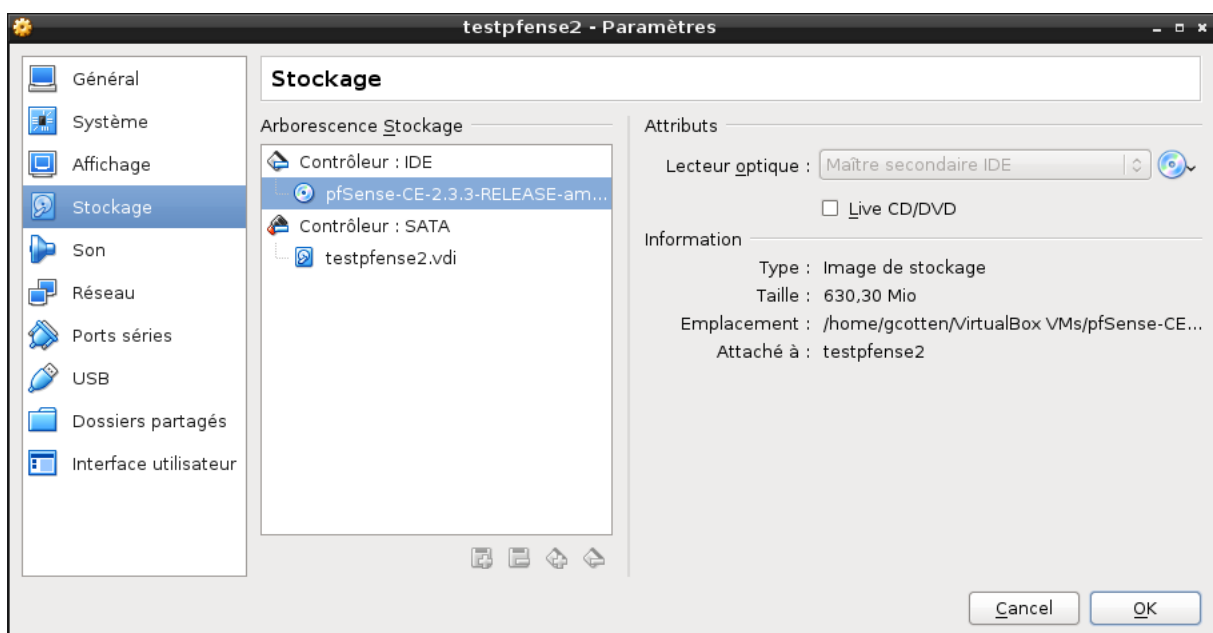 testpfense2 - Paramètres
Général
Système
Affichage
Stockage
Son
Réseau
Ports séries
USB
Dossiers partagés
Interface utilisateur
Stockage
Arborescence Stockage
Contrôleur : IDE
pfSense-CE-2.3.3-RELEASE-am...
Contrôleur : SATA
testpfense2.vdi
Attributs
Lecteur optique : Maître secondaire IDE
Live CD/DVD
Information
Type : Image de stockage
Taille : 630,30 Mio
Emplacement : /home/gcotten/VirtualBox VMs/pfSense-CE...
Attaché à : testpfense2
Cancel OK